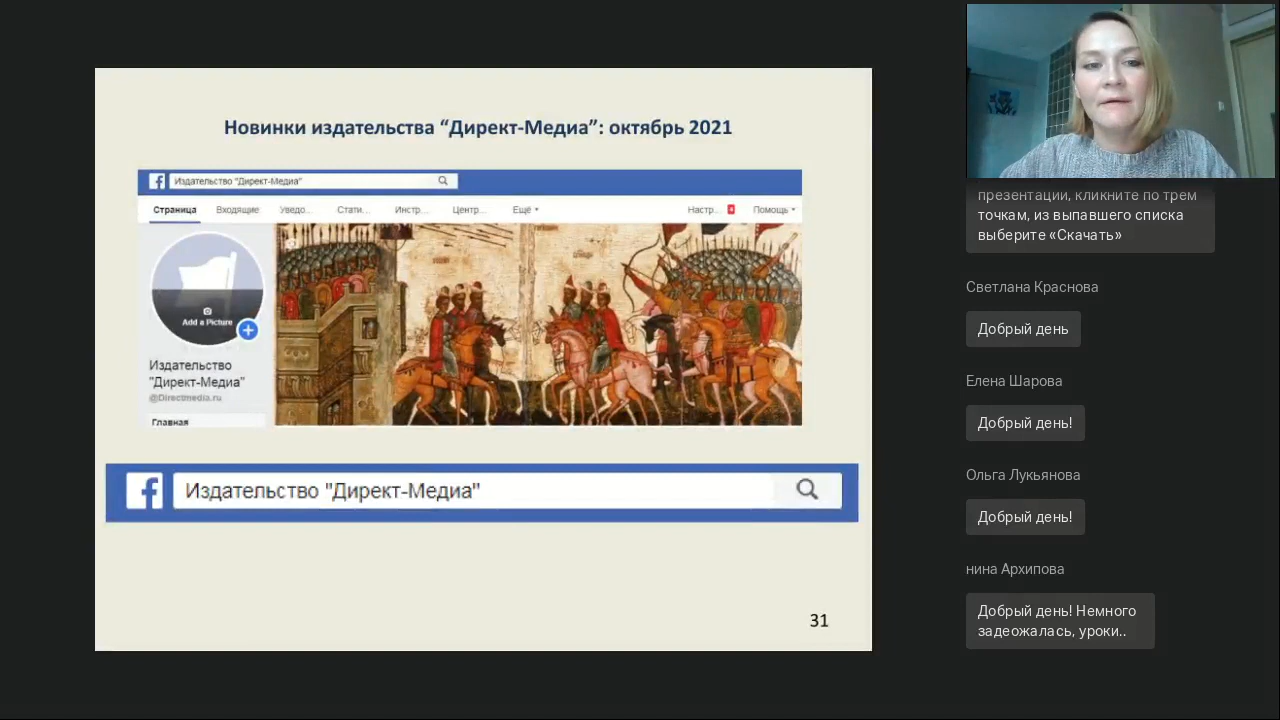 Новинки издательства “Директ-Медиа”: октябрь 2021
Издательство "Директ-Медиа"
Страница Входящие Уведо... Стати... Инстр... Центр... Ещё Настр... Помощь
Add a Picture
Издательство
"Директ-Медиа"
@Directmedia.ru
Главная
Издательство "Директ-Медиа"
31
презентации, кликните по трем
точкам, из выпавшего списка
выберите «Скачать»
Светлана Краснова
Добрый день
Елена Шарова
Добрый день!
Ольга Лукьянова
Добрый день!
нина Архипова
Добрый день! Немного
задеожалась, уроки..